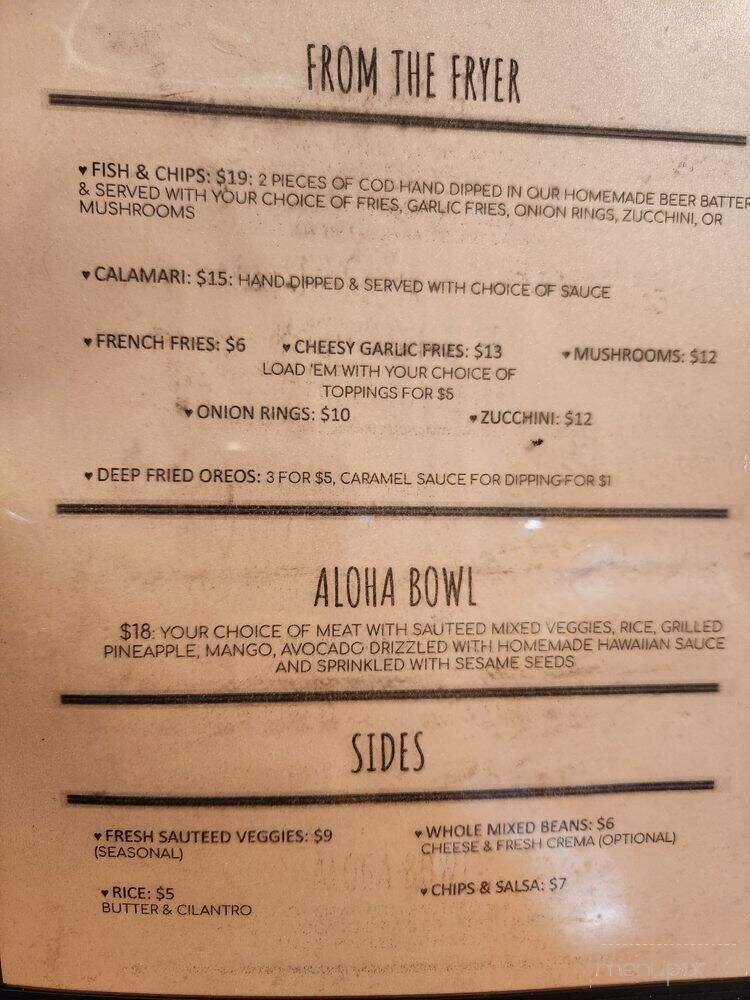 FROM THE FRYER
♥ FISH & CHIPS: $19: 2 PIECES OF COD HAND DIPPED IN OUR HOMEMADE BEER BATTER
& SERVED WITH YOUR CHOICE OF FRIES, GARLIC FRIES, ONION RINGS, ZUCCHINI, OR
MUSHROOMS
♥ CALAMARI: $15: HAND DIPPED & SERVED WITH CHOICE OF SAUCE
♥ FRENCH FRIES: $6 ♥ CHEESY GARLIC FRIES: $13 ♥ MUSHROOMS: $12
LOAD 'EM WITH YOUR CHOICE OF
TOPPINGS FOR $5
♥ ONION RINGS: $10 ♥ ZUCCHINI: $12
♥ DEEP FRIED OREOS: 3 FOR $5, CARAMEL SAUCE FOR DIPPING FOR $1
ALOHA BOWL
$18: YOUR CHOICE OF MEAT WITH SAUTEED MIXED VEGGIES, RICE, GRILLED
PINEAPPLE, MANGO, AVOCADO DRIZZLED WITH HOMEMADE HAWAIIAN SAUCE
AND SPRINKLED WITH SESAME SEEDS
SIDES
♥ FRESH SAUTEED VEGGIES: $9 ♥ WHOLE MIXED BEANS: $6
(SEASONAL) CHEESE & FRESH CREMA (OPTIONAL)
♥ RICE: $5 ♥ CHIPS & SALSA: $7
BUTTER & CILANTRO
menupix